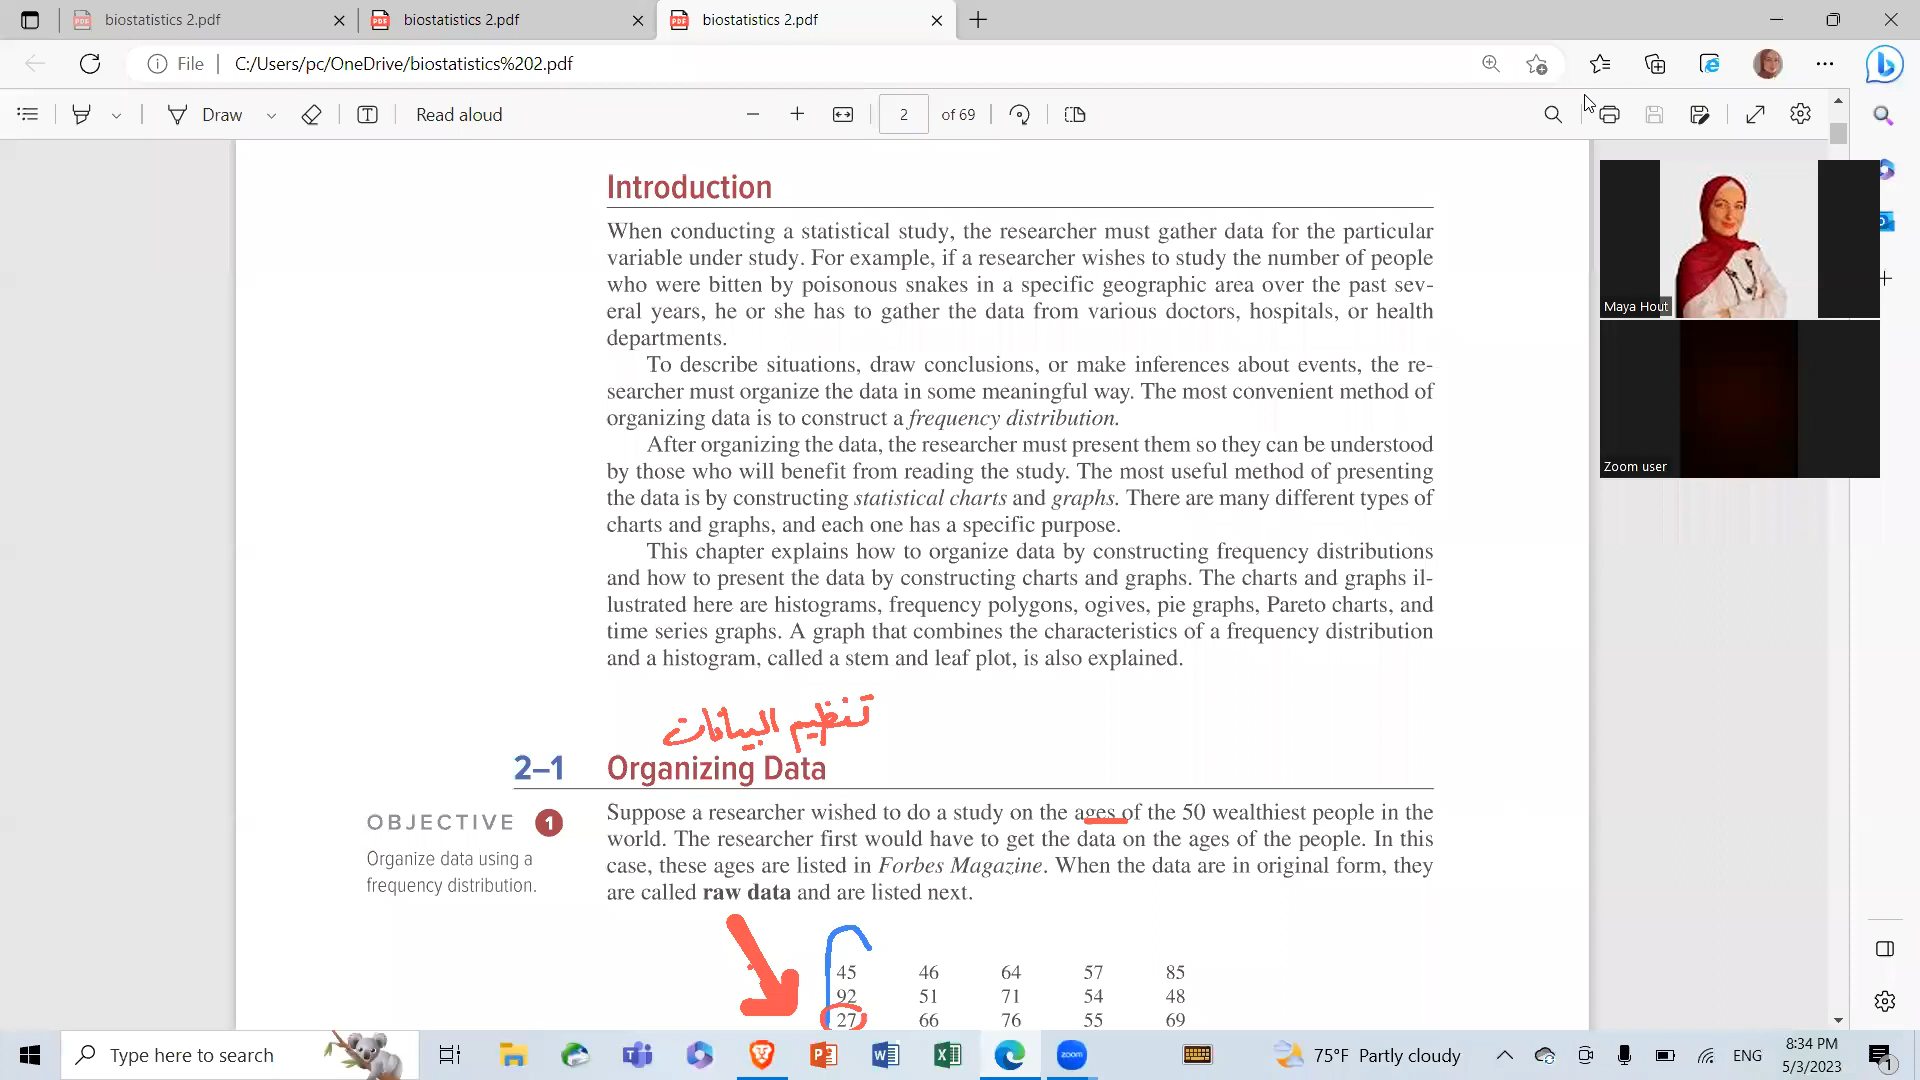 biostatistics 2.pdf
biostatistics 2.pdf
biostatistics 2.pdf
File
C:/Users/pc/OneDrive/biostatistics%202.pdf
Draw
Read aloud
2
of 69
Introduction
When conducting a statistical study, the researcher must gather data for the particular
variable under study. For example, if a researcher wishes to study the number of people
who were bitten by poisonous snakes in a specific geographic area over the past sev-
eral years, he or she has to gather the data from various doctors, hospitals, or health
departments.
To describe situations, draw conclusions, or make inferences about events, the re-
searcher must organize the data in some meaningful way. The most convenient method of
organizing data is to construct a frequency distribution.
After organizing the data, the researcher must present them so they can be understood
by those who will benefit from reading the study. The most useful method of presenting
the data is by constructing statistical charts and graphs. There are many different types of
charts and graphs, and each one has a specific purpose.
This chapter explains how to organize data by constructing frequency distributions
and how to present the data by constructing charts and graphs. The charts and graphs il-
lustrated here are histograms, frequency polygons, ogives, pie graphs, Pareto charts, and
time series graphs. A graph that combines the characteristics of a frequency distribution
and a histogram, called a stem and leaf plot, is also explained.
تنظيم البيانات
2–1 Organizing Data
OBJECTIVE 1
Organize data using a
frequency distribution.
Suppose a researcher wished to do a study on the ages of the 50 wealthiest people in the
world. The researcher first would have to get the data on the ages of the people. In this
case, these ages are listed in Forbes Magazine. When the data are in original form, they
are called raw data and are listed next.
45 46 64 57 85
92 51 71 54 48
27 66 76 55 69
Maya Hout
Zoom user
Type here to search
zoom
75°F Partly cloudy
ENG
8:34 PM
5/3/2023
1